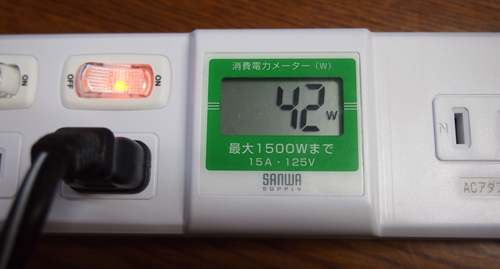 消費電力メーター (W)
ON
OFF
ON
42 W
最大1500Wまで
15A・125V
N
SANWA
SUPPLY
ACアダ